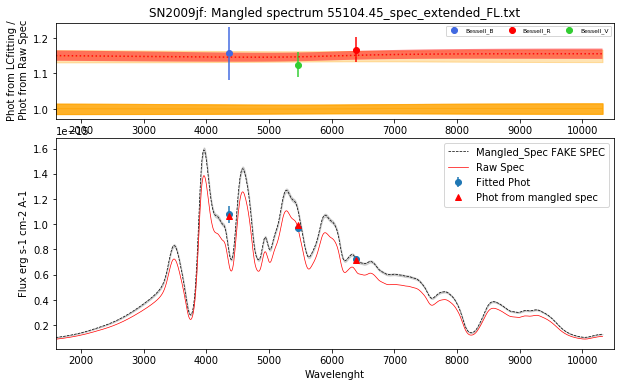 SN2009jf: Mangled spectrum 55104.45_spec_extended_FL.txt
Phot from LCfitting /
Phot from Raw Spec
1.2
1.1
1.0
Bessell_B
Bessell_R
Bessell_V
2000 3000 4000 5000 6000 7000 8000 9000 10000
Flux erg s-1 cm-2 A-1
1.6
1.4
1.2
1.0
0.8
0.6
0.4
0.2
Mangled_Spec FAKE SPEC
Raw Spec
Fitted Phot
Phot from mangled spec
2000 3000 4000 5000 6000 7000 8000 9000 10000
Wavelenght